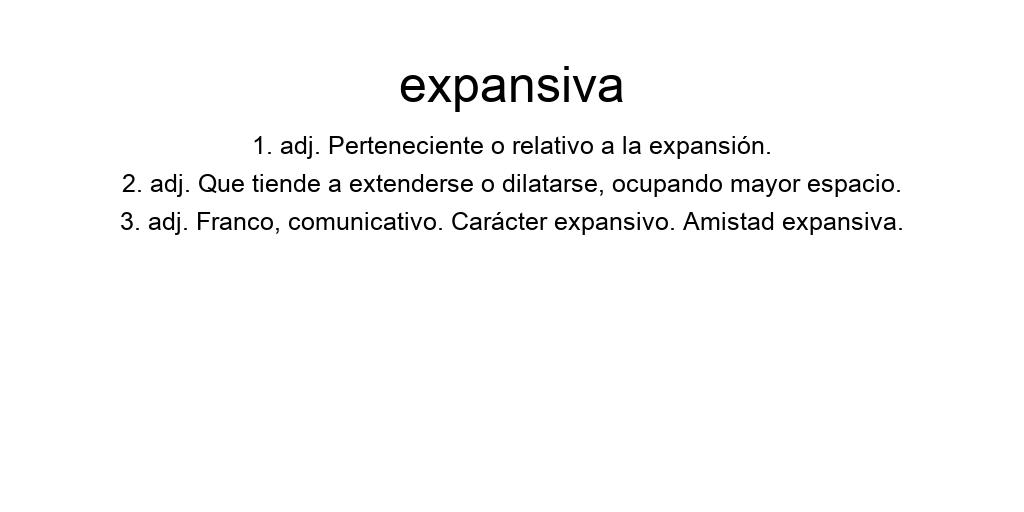 expansiva
1. adj. Perteneciente o relativo a la expansión.
2. adj. Que tiende a extenderse o dilatarse, ocupando mayor espacio.
3. adj. Franco, comunicativo. Carácter expansivo. Amistad expansiva.